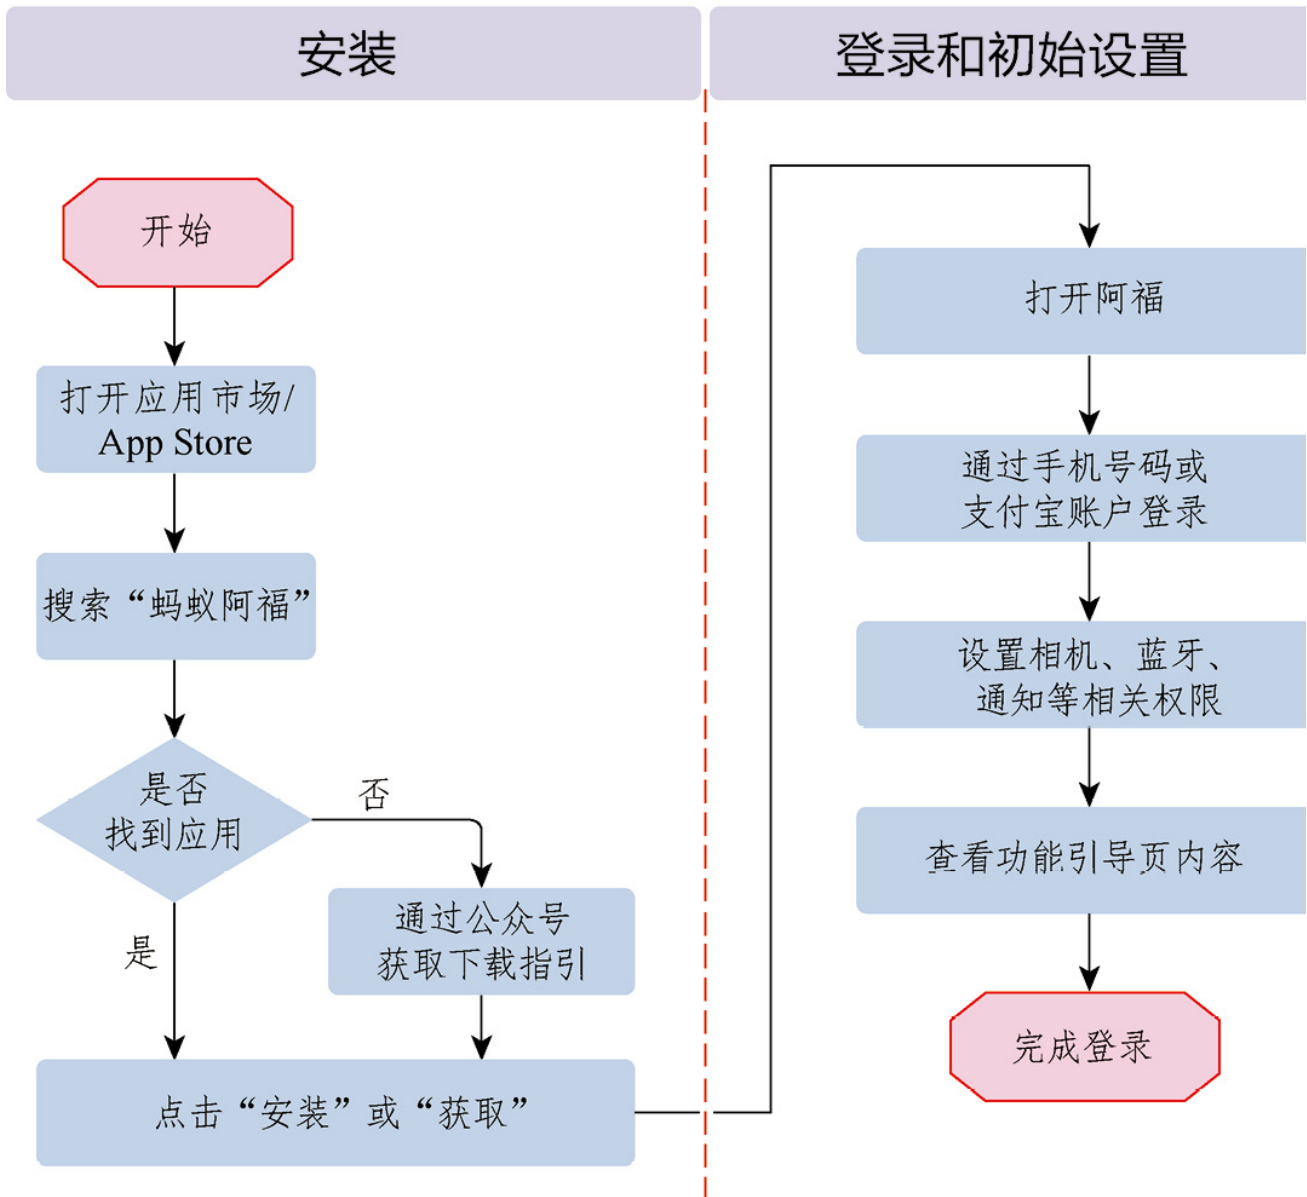 安装
开始
打开应用市场/
App Store
搜索“蚂蚁阿福”
是否
找到应用
否
是
通过公众号
获取下载指引
点击“安装”或“获取”
登录和初始设置
打开阿福
通过手机号码或
支付宝账户登录
设置相机、蓝牙、
通知等相关权限
查看功能引导页内容
完成登录